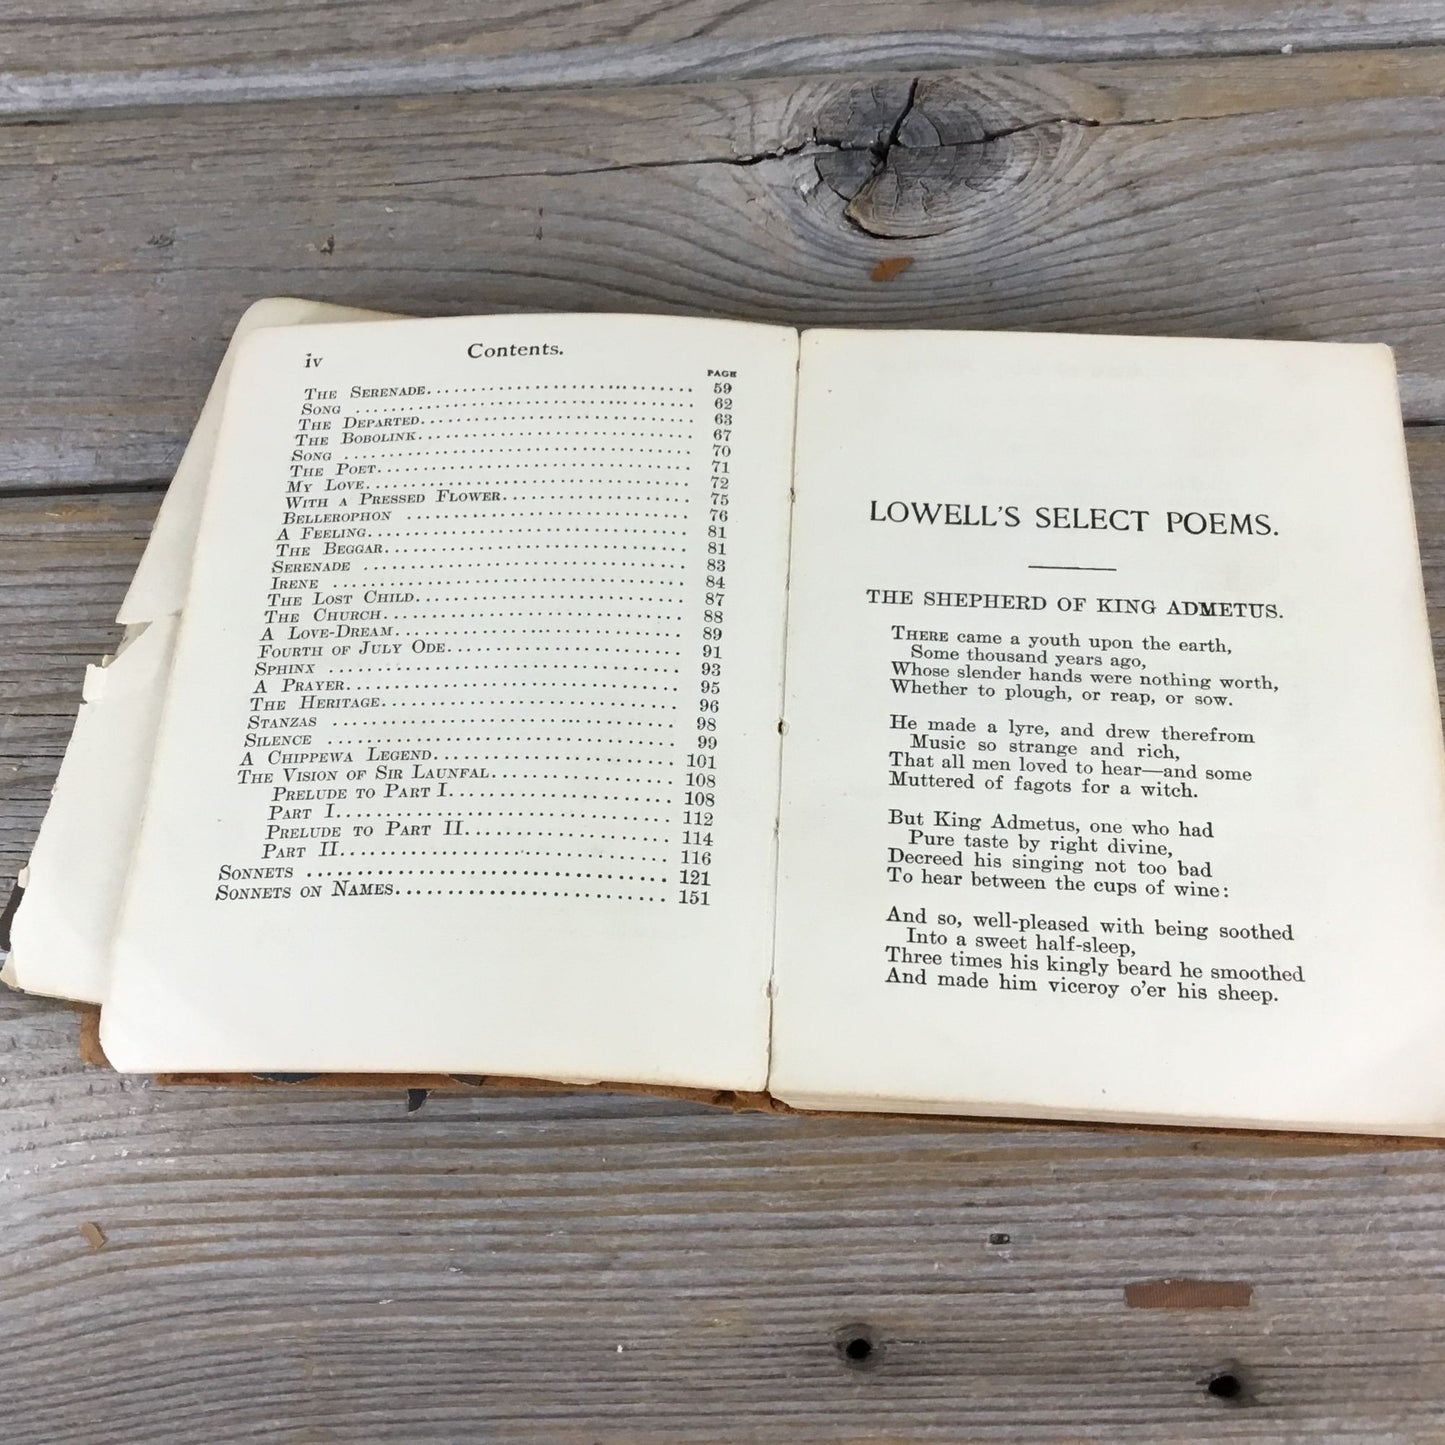 iv Contents.
PAGE
The Serenade........................... 59
Song ........................... 62
The Departed........................... 63
The Bobolink........................... 67
Song ........................... 70
The Poet........................... 71
My Love........................... 72
With a Pressed Flower........................... 75
Bellerophon ........................... 76
A Feeling........................... 81
The Beggar........................... 81
Serenade ........................... 83
Irene ........................... 84
The Lost Child........................... 87
The Church........................... 88
A Love-Dream........................... 89
Fourth of July Ode........................... 91
Sphinx ........................... 93
A Prayer........................... 95
The Heritage........................... 96
Stanzas ........................... 98
Silence ........................... 99
A Chippewa Legend........................... 101
The Vision of Sir Launfal........................... 108
Prelude to Part I........................... 108
Part I........................... 112
Prelude to Part II........................... 114
Part II........................... 116
Sonnets ........................... 121
Sonnets on Names........................... 151
LOWELL'S SELECT POEMS.
THE SHEPHERD OF KING ADMETUS.
There came a youth upon the earth,
Some thousand years ago,
Whose slender hands were nothing worth,
Whether to plough, or reap, or sow.
He made a lyre, and drew therefrom
Music so strange and rich,
That all men loved to hear—and some
Muttered of fagots for a witch.
But King Admetus, one who had
Pure taste by right divine,
Decreed his singing not too bad
To hear between the cups of wine:
And so, well-pleased with being soothed
Into a sweet half-sleep,
Three times his kingly beard he smoothed
And made him viceroy o'er his sheep.